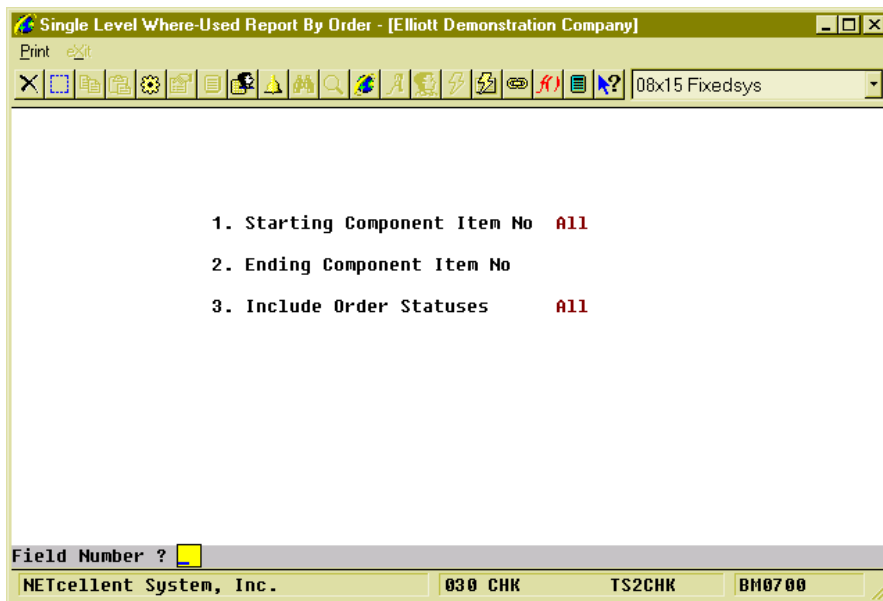 Single Level Where-Used Report By Order - [Elliott Demonstration Company]
Print eXit
08x15 Fixedsys
1. Starting Component Item No All
2. Ending Component Item No
3. Include Order Statuses All
Field Number ?
NETcellent System, Inc. 030 CHK TS2CHK BM0700